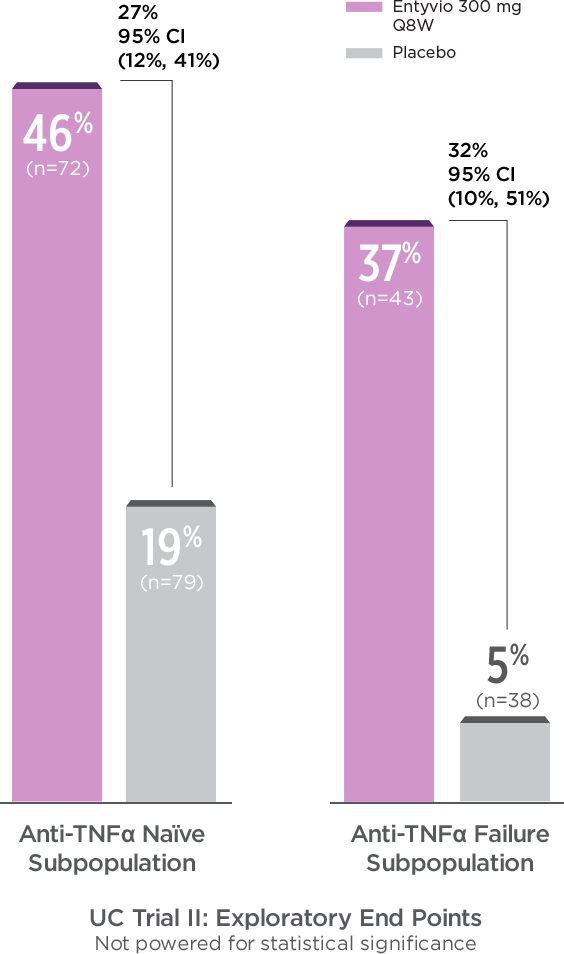 27%
95% CI
(12%, 41%)
Entyvio 300 mg
Q8W
Placebo
46%
(n=72)
19%
(n=79)
32%
95% CI
(10%, 51%)
37%
(n=43)
5%
(n=38)
Anti-TNFα Naïve
Subpopulation
Anti-TNFα Failure
Subpopulation
UC Trial II: Exploratory End Points
Not powered for statistical significance